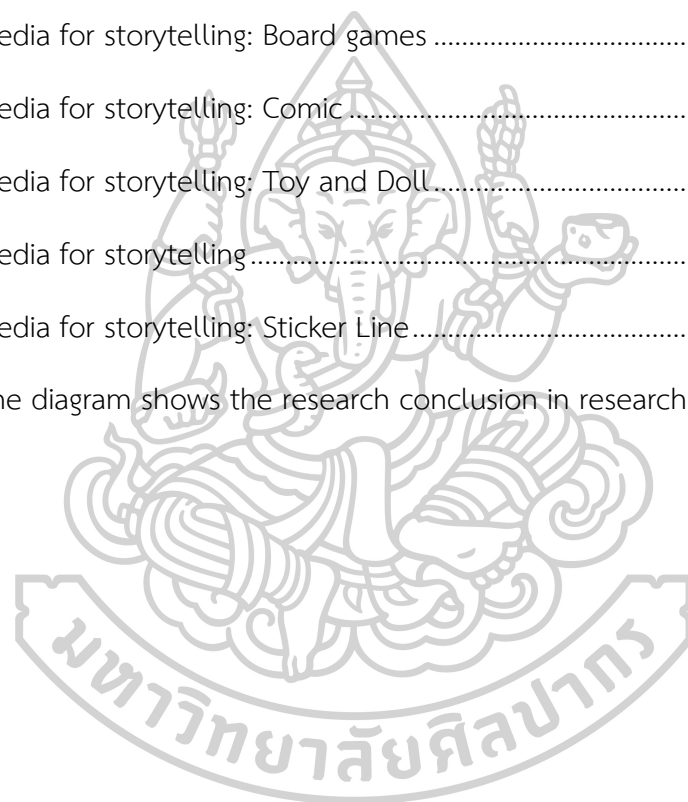 edia for storytelling: Board games ....................................
edia for storytelling: Comic ................................................
edia for storytelling: Toy and Doll ....................................
edia for storytelling ..............................................................
edia for storytelling: Sticker Line .......................................
ne diagram shows the research conclusion in research
มหาวิทยาลัยศิลปากร